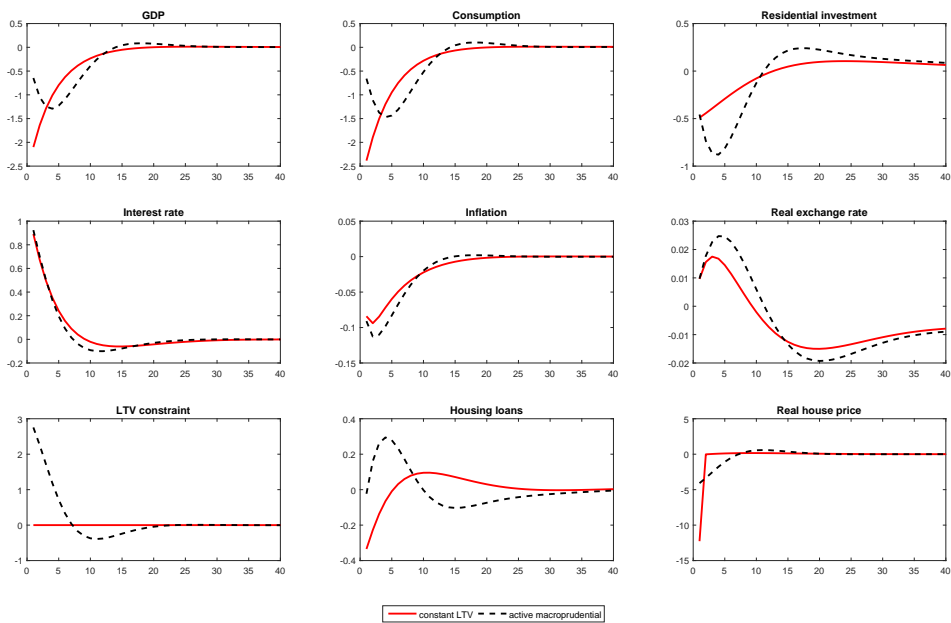 GDP
Consumption
Residential investment
0.5
0
-0.5
-1
-1.5
-2
-2.5
0 5 10 15 20 25 30 35 40
0.5
0
-0.5
-1
-1.5
-2
-2.5
0 5 10 15 20 25 30 35 40
0.5
0
-0.5
-1
0 5 10 15 20 25 30 35 40
Interest rate
Inflation
Real exchange rate
1
0.8
0.6
0.4
0.2
0
-0.2
0 5 10 15 20 25 30 35 40
0.05
0
-0.05
-0.1
-0.15
0 5 10 15 20 25 30 35 40
0.03
0.02
0.01
0
-0.01
-0.02
0 5 10 15 20 25 30 35 40
LTV constraint
Housing loans
Real house price
3
2
1
0
-1
0 5 10 15 20 25 30 35 40
0.4
0.2
0
-0.2
-0.4
0 5 10 15 20 25 30 35 40
5
0
-5
-10
-15
0 5 10 15 20 25 30 35 40
constant LTV active macroprudential